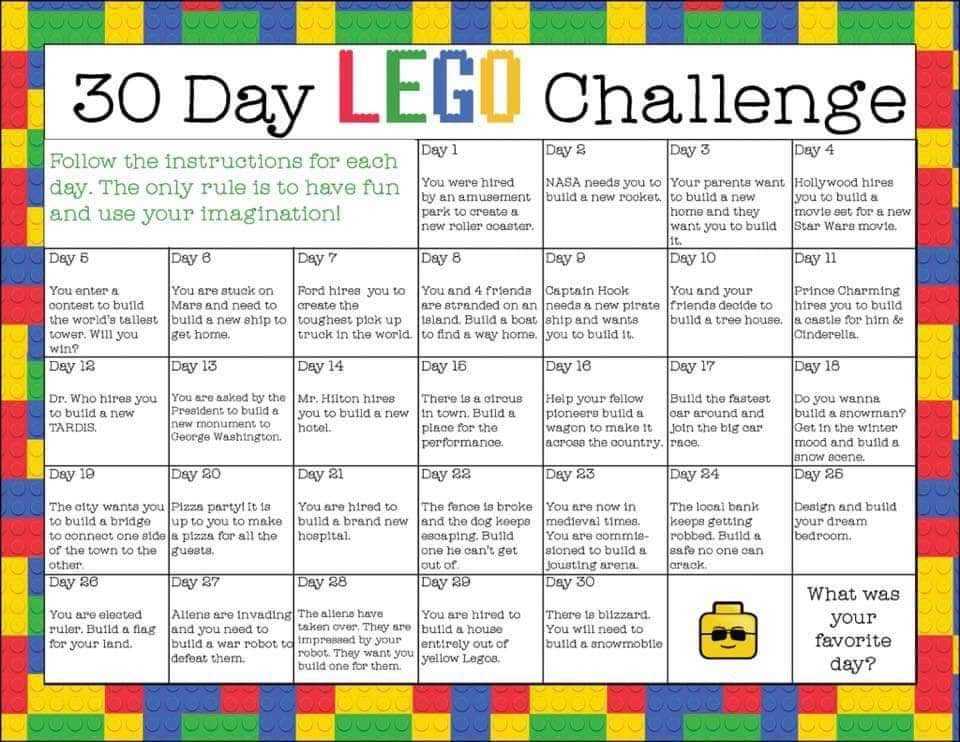 30 Day LEGO Challenge
Follow the instructions for each
day. The only rule is to have fun
and use your imagination!
Day 1
You were hired
by an amusement
park to create a
new roller coaster.
Day 2
NASA needs you to
build a new rocket.
Day 3
Your parents want
to build a new
home and they
want you to build
it.
Day 4
Hollywood hires
you to build a
movie set for a new
Star Wars movie.
Day 5
You enter a
contest to build
the world's tallest
tower. Will you
win?
Day 6
You are stuck on
Mars and need to
build a new ship to
get home.
Day 7
Ford hires you to
create the
toughest pick up
truck in the world.
Day 8
You and 4 friends
are stranded on an
island. Build a boat
to find a way home.
Day 9
Captain Hook
needs a new pirate
ship and wants
you to build it.
Day 10
You and your
friends decide to
build a tree house.
Day 11
Prince Charming
hires you to build
a castle for him &
Cinderella.
Day 12
Dr. Who hires you
to build a new
TARDIS.
Day 13
You are asked by the
President to build a
new monument to
George Washington.
Day 14
Mr. Hilton hires
you to build a new
hotel.
Day 15
There is a circus
in town. Build a
place for the
performance.
Day 16
Help your fellow
pioneers build a
wagon to make it
across the country.
Day 17
Build the fastest
car around and
join the big car
race.
Day 18
Do you wanna
build a snowman?
Get in the winter
mood and build a
snow scene.
Day 19
The city wants you
to build a bridge
to connect one side
of the town to the
other.
Day 20
Pizza party! It is
up to you to make
a pizza for all the
guests.
Day 21
You are hired to
build a brand new
hospital.
Day 22
The fence is broke
and the dog keeps
escaping. Build
one he can't get
out of.
Day 23
You are now in
medieval times.
You are commis-
sioned to build a
jousting arena.
Day 24
The local bank
keeps getting
robbed. Build a
safe no one can
crack.
Day 25
Design and build
your dream
bedroom.
Day 26
You are elected
ruler. Build a flag
for your land.
Day 27
Aliens are invading
and you need to
build a war robot to
defeat them.
Day 28
The aliens have
taken over. They are
impressed by your
robot. They want you
build one for them.
Day 29
You are hired to
build a house
entirely out of
yellow Legos.
Day 30
There is blizzard.
You will need to
build a snowmobile
What was
your
favorite
day?